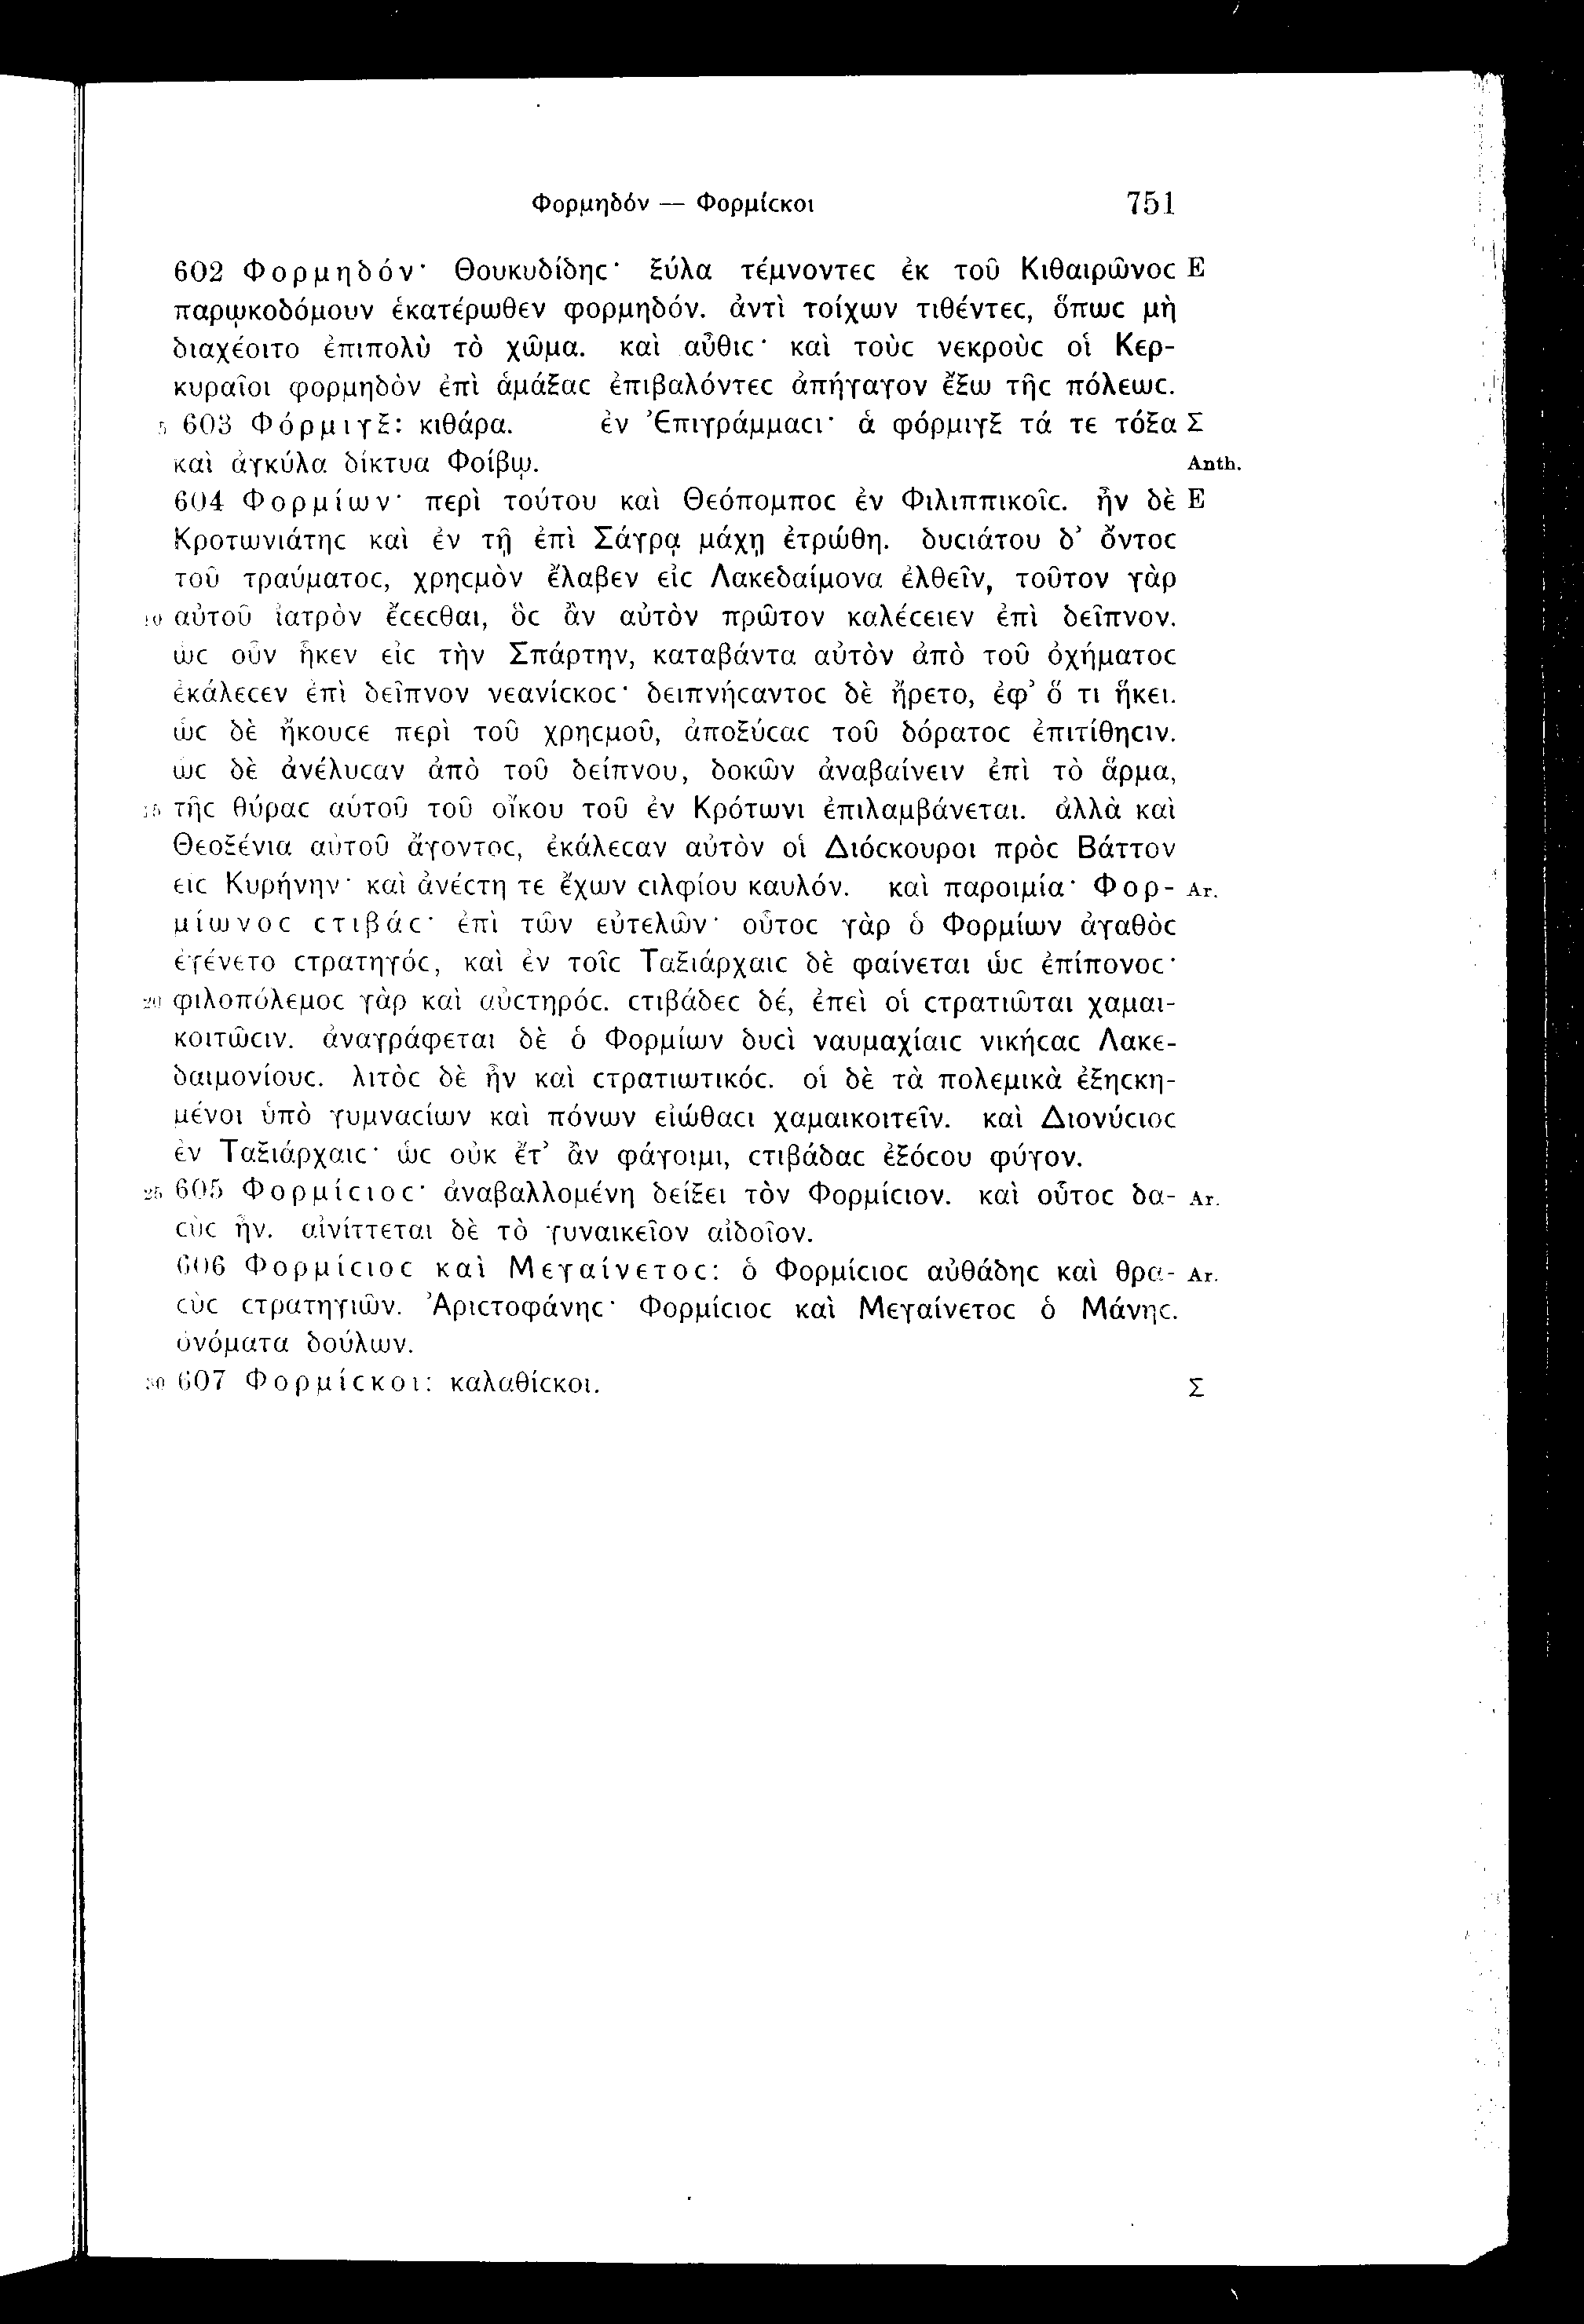 Φορμηδόν — Φορμίϲκοι 751
602 Φορμηδόν· Θουκυδίδηϲ· ξύλα τέμνοντεϲ ἐκ τοῦ Κιθαιρῶνοϲ E
παρῳκοδόμουν ἑκατέρωθεν φορμηδόν. ἀντὶ τοίχων τιθέντεϲ, ὅπωϲ μὴ
διαχέοιτο ἐπιπολὺ τὸ χῶμα. καὶ αὖθιϲ· καὶ τοὺϲ νεκροὺϲ οἱ Κερ-
κυραῖοι φορμηδὸν ἐπὶ ἁμάξαϲ ἐπιβαλόντεϲ ἀπήγαγον ἔξω τῆϲ πόλεωϲ.
5 603 Φόρμιγξ: κιθάρα. ἐν Ἐπιγράμμαϲι· ἁ φόρμιγξ τά τε τόξα Σ
καὶ ἀγκύλα δίκτυα Φοίβῳ. Anth.
604 Φορμίων· περὶ τούτου καὶ Θεόπομποϲ ἐν Φιλιππικοῖϲ. ἦν δὲ E
Κροτωνιάτηϲ καὶ ἐν τῇ ἐπὶ Σάγρᾳ μάχῃ ἐτρώθη. δυϲιάτου δ’ ὄντοϲ
τοῦ τραύματοϲ, χρηϲμὸν ἔλαβεν εἰϲ Λακεδαίμονα ἐλθεῖν, τοῦτον γὰρ
10 αὐτοῦ ἰατρὸν ἔϲεϲθαι, ὃϲ ἂν αὐτὸν πρῶτον καλέϲειεν ἐπὶ δεῖπνον.
ὡϲ οὖν ἧκεν εἰϲ τὴν Σπάρτην, καταβάντα αὐτὸν ἀπὸ τοῦ ὀχήματοϲ
ἐκάλεϲεν ἐπὶ δεῖπνον νεανίϲκοϲ· δειπνήϲαντοϲ δὲ ἤρετο, ἐφ’ ὅ τι ἥκει.
ὡϲ δὲ ἤκουϲε περὶ τοῦ χρηϲμοῦ, ἀποξύϲαϲ τοῦ δόρατοϲ ἐπιτίθηϲιν.
ὡϲ δὲ ἀνέλυϲαν ἀπὸ τοῦ δείπνου, δοκῶν ἀναβαίνειν ἐπὶ τὸ ἅρμα,
15 τῆϲ θύραϲ αὐτοῦ τοῦ οἴκου τοῦ ἐν Κρότωνι ἐπιλαμβάνεται. ἀλλὰ καὶ
Θεοξένια αὐτοῦ ἄγοντοϲ, ἐκάλεϲαν αὐτὸν οἱ Διόϲκουροι πρὸϲ Βάττον
εἰϲ Κυρήνην· καὶ ἀνέϲτη τε ἔχων ϲιλφίου καυλόν. καὶ παροιμία· Φορ- Ar.
μίωνοϲ ϲτιβάϲ· ἐπὶ τῶν εὐτελῶν· οὗτοϲ γὰρ ὁ Φορμίων ἀγαθὸϲ
ἐγένετο ϲτρατηγόϲ, καὶ ἐν τοῖϲ Ταξιάρχαιϲ δὲ φαίνεται ὡϲ ἐπίπονοϲ·
20 φιλοπόλεμοϲ γὰρ καὶ αὐϲτηρόϲ. ϲτιβάδεϲ δέ, ἐπεὶ οἱ ϲτρατιῶται χαμαι-
κοιτῶϲιν. ἀναγράφεται δὲ ὁ Φορμίων δυϲὶ ναυμαχίαιϲ νικήϲαϲ Λακε-
δαιμονίουϲ. λιτὸϲ δὲ ἦν καὶ ϲτρατιωτικόϲ. οἱ δὲ τὰ πολεμικὰ ἐξηϲκη-
μένοι ὑπὸ γυμναϲίων καὶ πόνων εἰώθαϲι χαμαικοιτεῖν. καὶ Διονύϲιοϲ
ἐν Ταξιάρχαιϲ· ὡϲ οὐκ ἔτ’ ἂν φάγοιμι, ϲτιβάδαϲ ἐξόϲου φύγον.
25 605 Φορμίϲιοϲ· ἀναβαλλομένη δείξει τὸν Φορμίϲιον. καὶ οὗτοϲ δα- Ar.
ϲὺϲ ἦν. αἰνίττεται δὲ τὸ γυναικεῖον αἰδοῖον.
606 Φορμίϲιοϲ καὶ Μεγαίνετοϲ: ὁ Φορμίϲιοϲ αὐθάδηϲ καὶ θρα- Ar.
ϲὺϲ ϲτρατηγιῶν. Ἀριϲτοφάνηϲ· Φορμίϲιοϲ καὶ Μεγαίνετοϲ ὁ Μάνηϲ.
ὀνόματα δούλων.
30 607 Φορμίϲκοι: καλαθίϲκοι. Σ